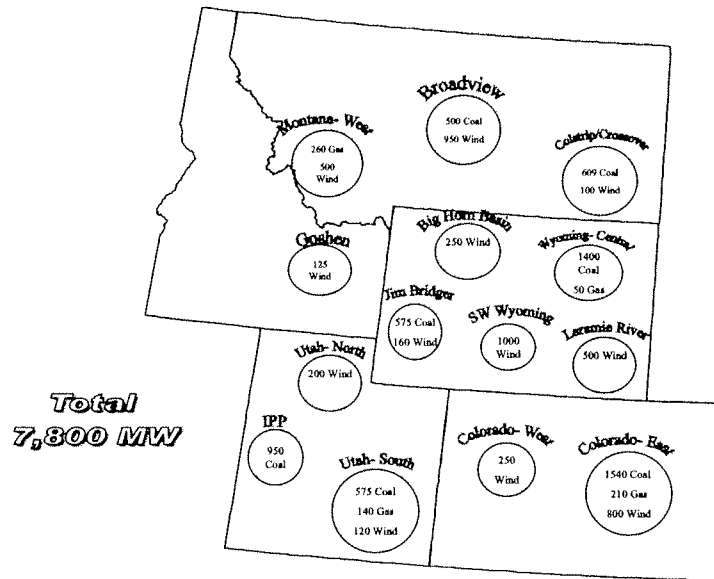 Broadview
500 Coal
950 Wind
Montana- West
260 Gas
500
Wind
Colstrip/Crossover
609 Coal
100 Wind
Goshen
125
Wind
Big Horn Basin
250 Wind
Wyoming- Central
1400
Coal
50 Gas
Jim Bridger
575 Coal
160 Wind
SW Wyoming
1000
Wind
Laramie River
500 Wind
Utah- North
200 Wind
Total
7,800 MW
IPP
950
Coal
Utah- South
575 Coal
140 Gas
120 Wind
Colorado- West
250
Wind
Colorado- East
1540 Coal
210 Gas
800 Wind